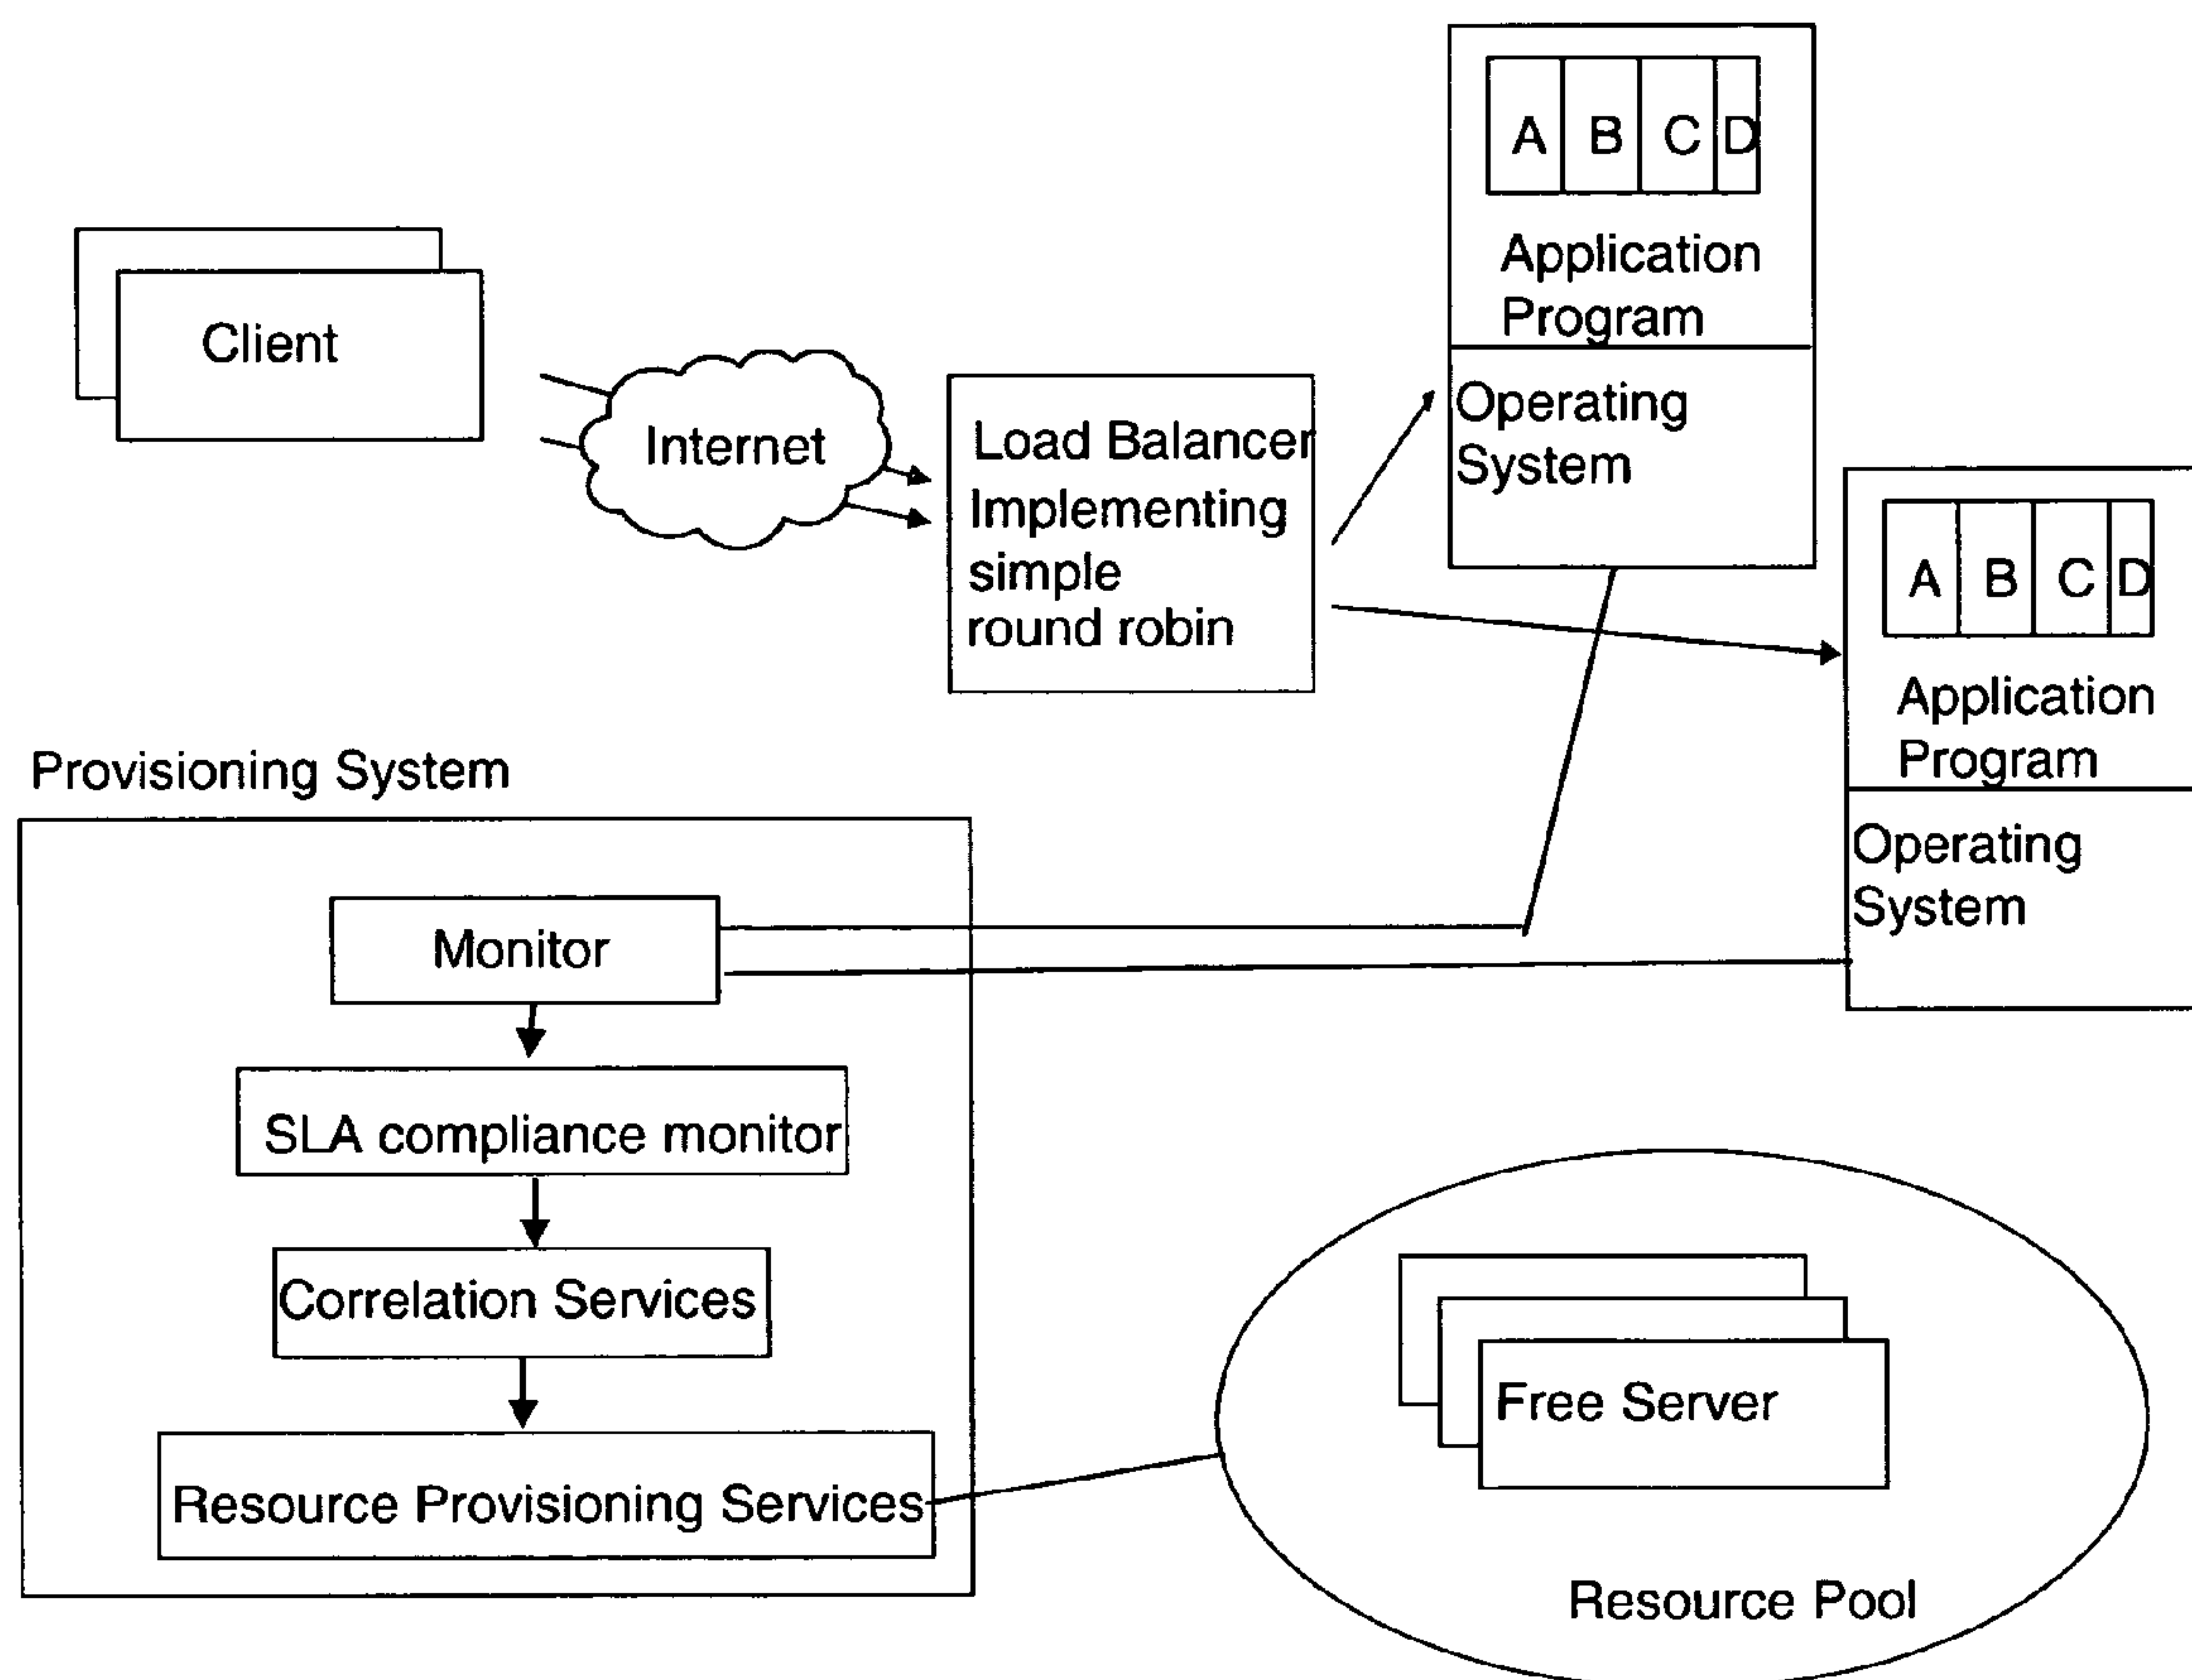 A B C D
Application
Program
Operating
System
Client
Internet
Load Balancer
Implementing
simple
round robin
A B C D
Application
Program
Operating
System
Provisioning System
Monitor
SLA compliance monitor
Correlation Services
Resource Provisioning Services
Free Server
Resource Pool